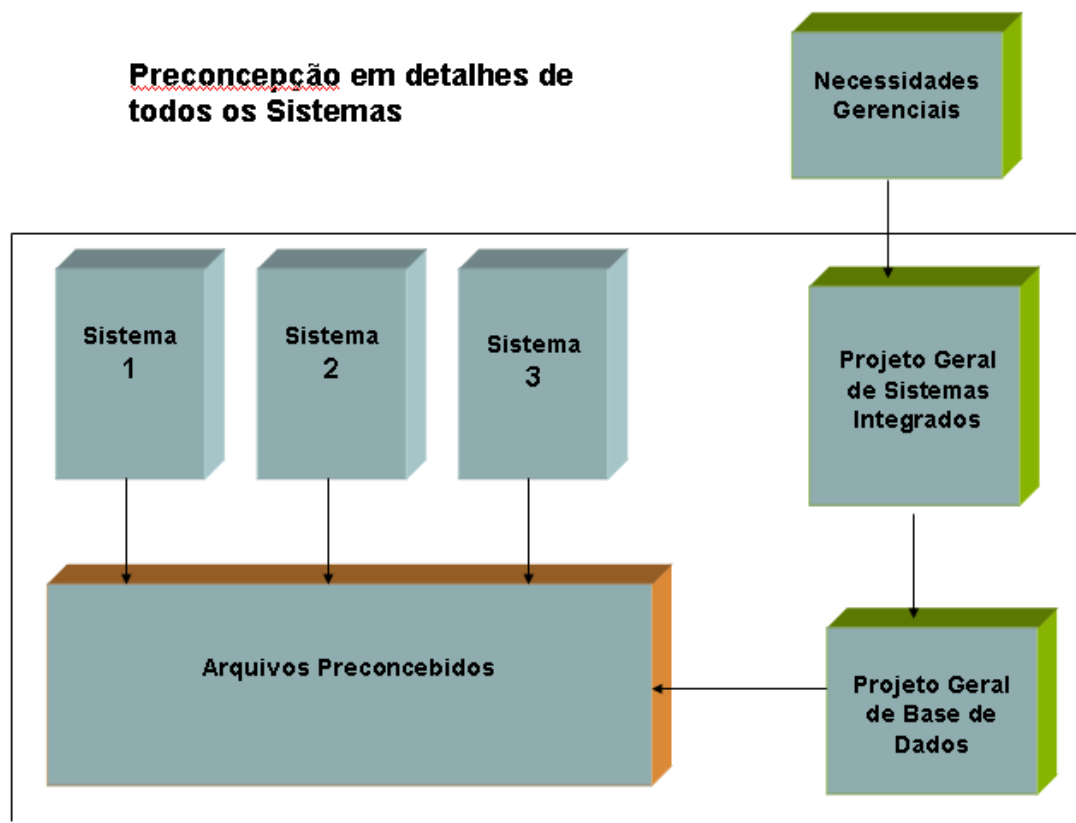 Preconcepção em detalhes de
todos os Sistemas
Necessidades
Gerenciais
Sistema
1
Sistema
2
Sistema
3
Projeto Geral
de Sistemas
Integrados
Arquivos Preconcebidos
Projeto Geral
de Base de
Dados